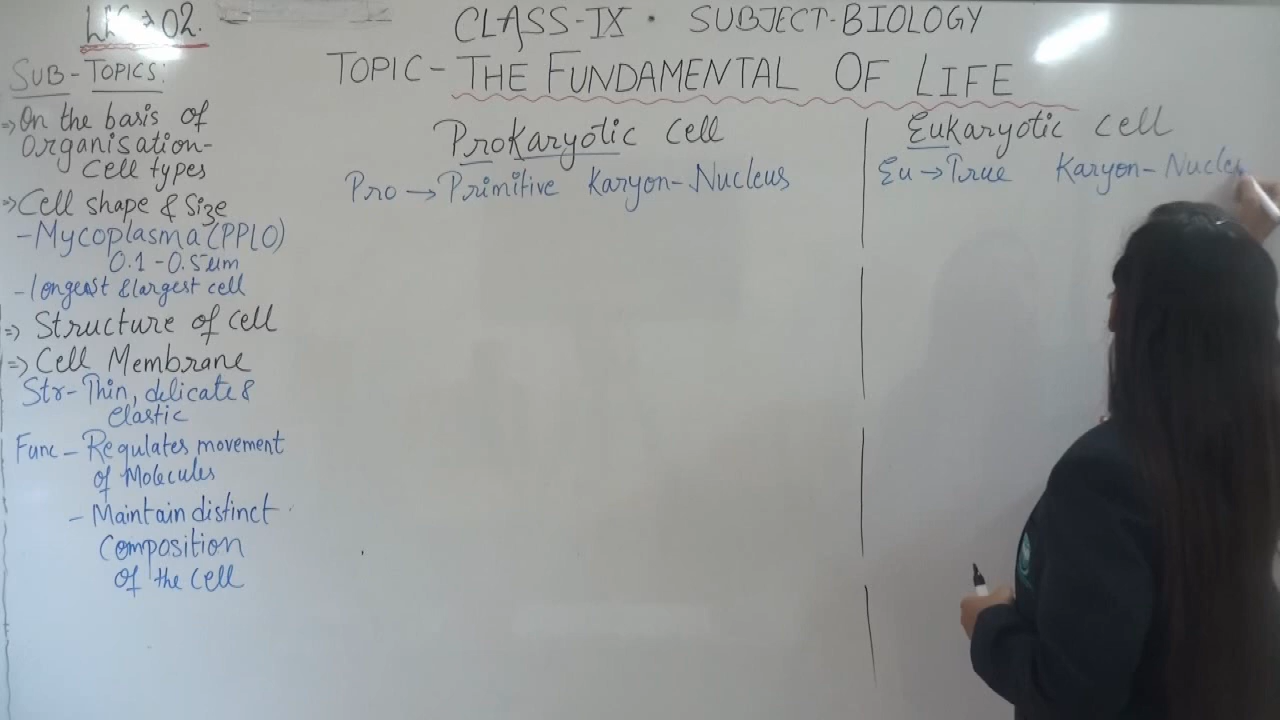 02.
CLASS-IX · SUBJECT-BIOLOGY
TOPIC - THE FUNDAMENTAL OF LIFE
SUB-TOPICS:
⇒On the basis of
Organisation-
Cell types
⇒Cell shape & Size
-Mycoplasma (PPLO)
0.1-0.5um
-longest & largest cell
⇒ Structure of cell
⇒ Cell Membrane
Str-Thin, delicate &
elastic
Func-Regulates movement
of Molecules
- Maintain distinct
Composition
of the cell
Prokaryotic Cell
Pro → Primitive Karyon-Nucleus
Eukaryotic Cell
Eu → True Karyon-Nucle